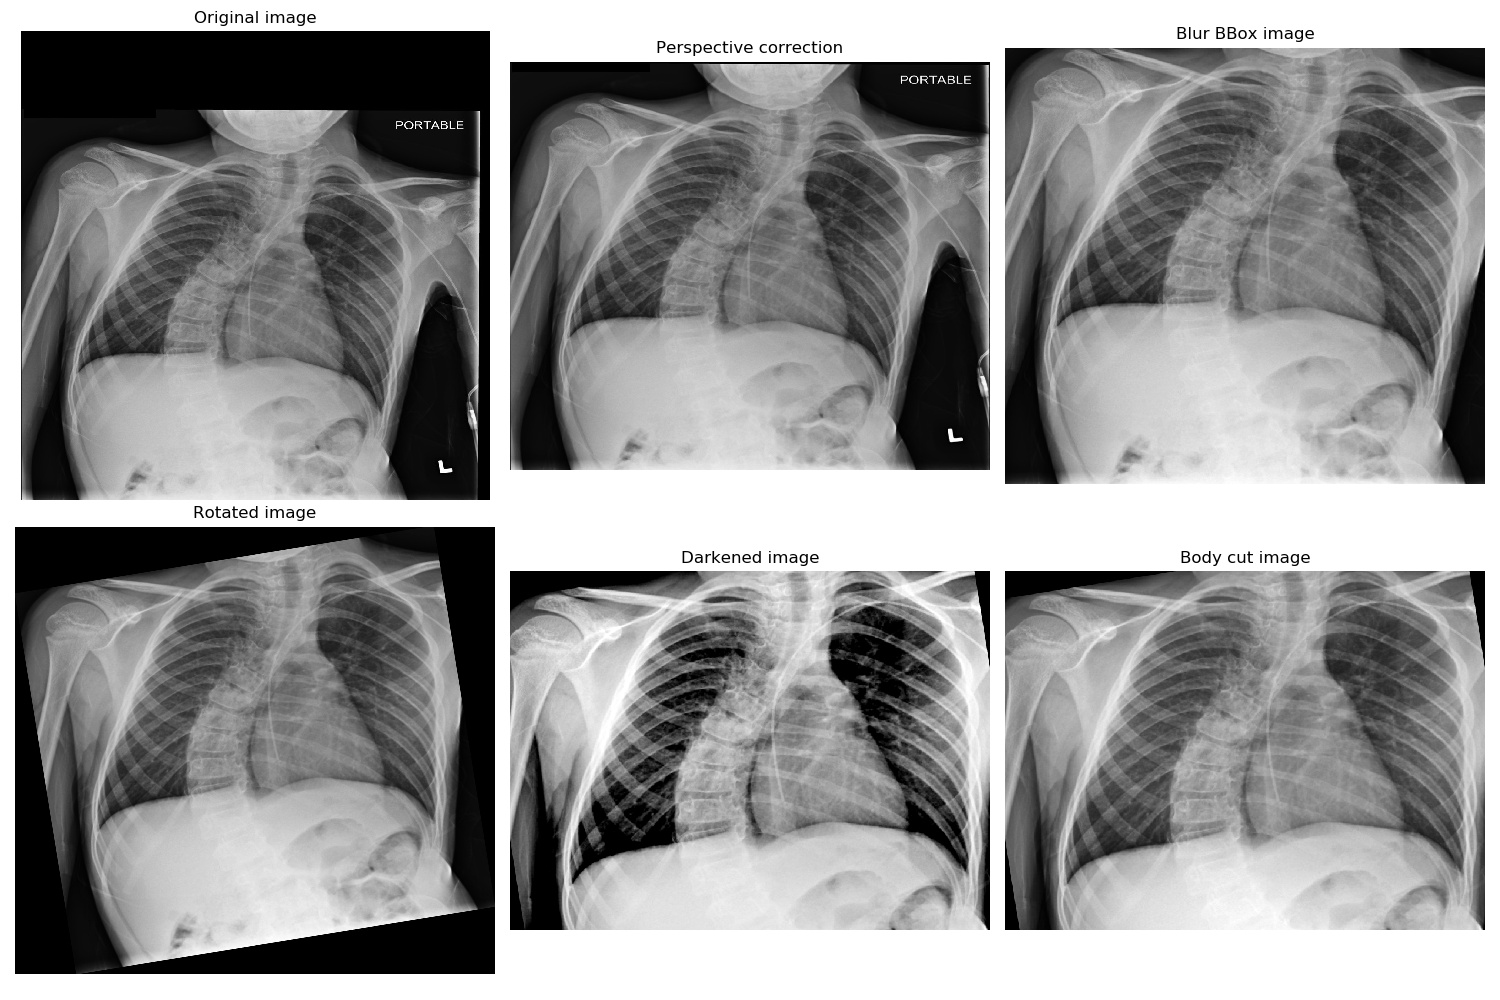 Original image
Perspective correction
Blur BBox image
PORTABLE
PORTABLE
L
L
Rotated image
Darkened image
Body cut image